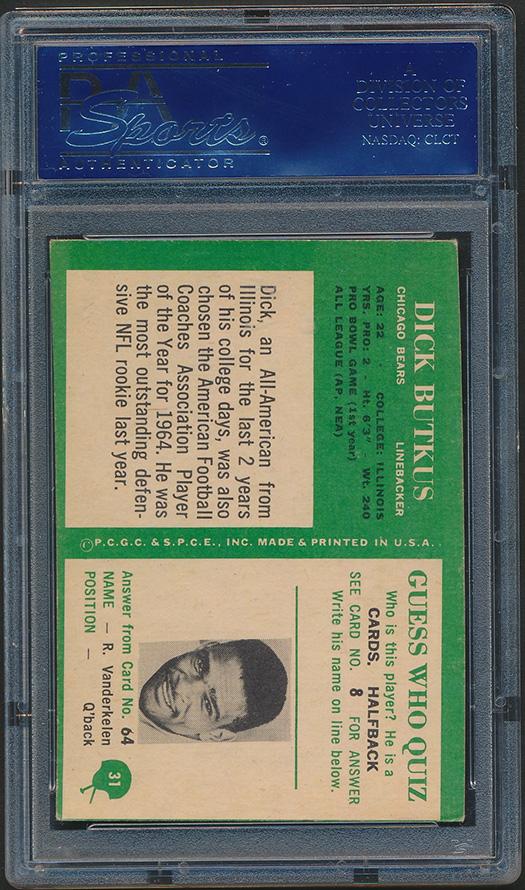 PROFESSIONAL
PSA
Sports®
AUTHENTICATOR
A
DIVISION OF
COLLECTORS
UNIVERSE
NASDAQ: CLCT
DICK BUTKUS
CHICAGO BEARS LINEBACKER
AGE: 22 COLLEGE: ILLINOIS
YRS. PRO: 2 Ht. 6'3" - Wt. 240
PRO BOWL GAME (1st year)
ALL LEAGUE (AP, NEA)
Dick, an All-American from
Illinois for the last 2 years
of his college days, was also
chosen the American Football
Coaches Association Player
of the Year for 1964. He was
the most outstanding defen-
sive NFL rookie last year.
©P.C.G.C. & S.P.C.E., INC. MADE & PRINTED IN U.S.A.
GUESS WHO QUIZ
Who is this player? He is a
CARDS, HALFBACK
SEE CARD NO. 8 FOR ANSWER
Write his name on line below.
Answer from Card No. 64
NAME — R. Vanderkelen
POSITION — Q'back
31